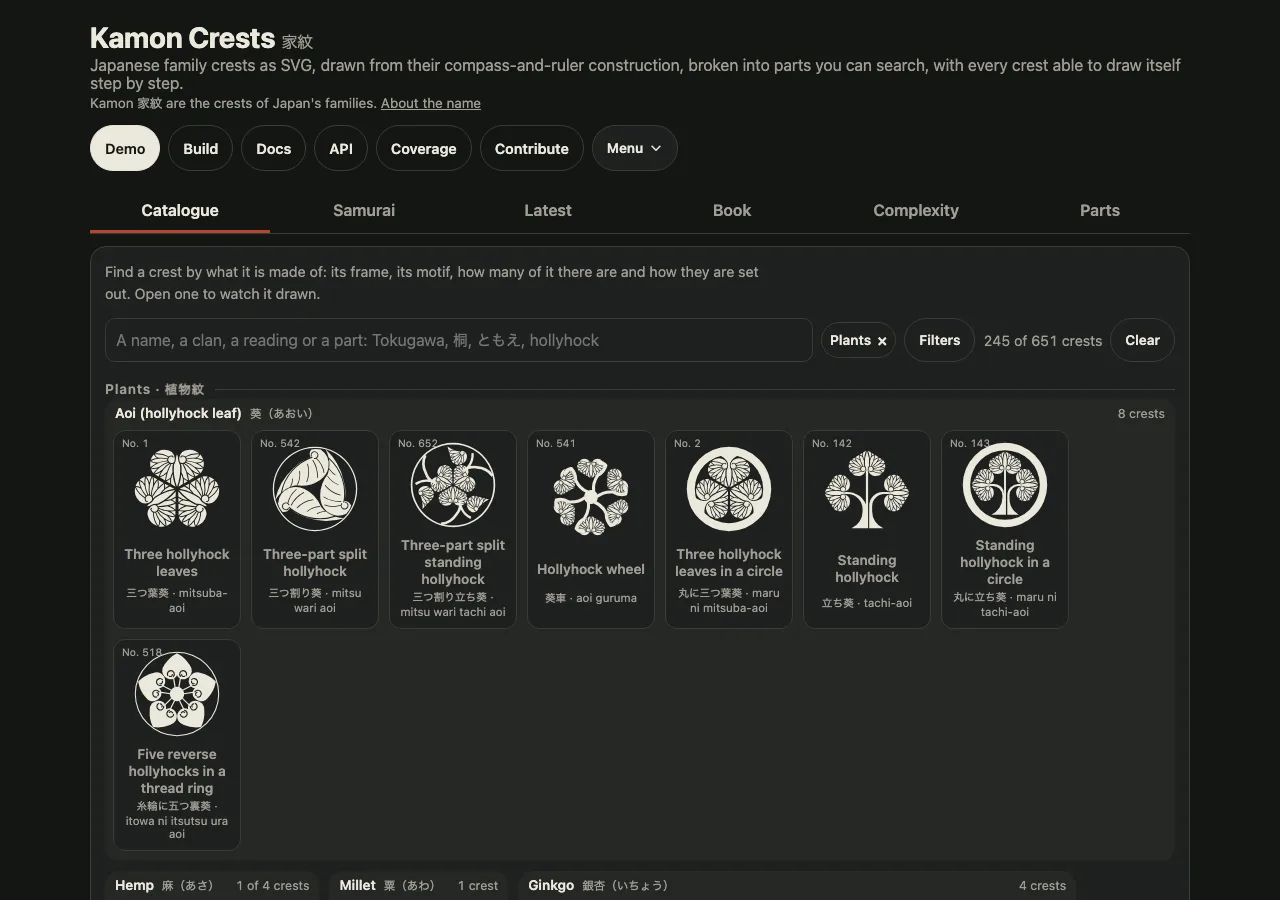 Kamon Crests 家紋
Japanese family crests as SVG, drawn from their compass-and-ruler construction, broken into parts you can search, with every crest able to draw itself
step by step.
Kamon 家紋 are the crests of Japan's families. About the name
Demo Build Docs API Coverage Contribute Menu
Catalogue Samurai Latest Book Complexity Parts
Find a crest by what it is made of: its frame, its motif, how many of it there are and how they are set
out. Open one to watch it drawn.
A name, a clan, a reading or a part: Tokugawa, 桐, ともえ, hollyhock
Plants × Filters 245 of 651 crests Clear
Plants · 植物紋
Aoi (hollyhock leaf) 葵（あおい） 8 crests
No. 1
Three hollyhock
leaves
三つ葉葵 · mitsuba-
aoi
No. 542
Three-part split
hollyhock
三つ割り葵 · mitsu
wari aoi
No. 652
Three-part split
standing
hollyhock
三つ割り立ち葵 ·
mitsu wari tachi aoi
No. 541
Hollyhock wheel
葵車 · aoi guruma
No. 2
Three hollyhock
leaves in a circle
丸に三つ葉葵 · maru
ni mitsuba-aoi
No. 142
Standing
hollyhock
立ち葵 · tachi-aoi
No. 143
Standing
hollyhock in a
circle
丸に立ち葵 · maru ni
tachi-aoi
No. 518
Five reverse
hollyhocks in a
thread ring
糸輪に五つ裏葵 ·
itowa ni itsutsu ura
aoi
Hemp 麻（あさ） 1 of 4 crests Millet 粟（あわ） 1 crest Ginkgo 銀杏（いちょう） 4 crests